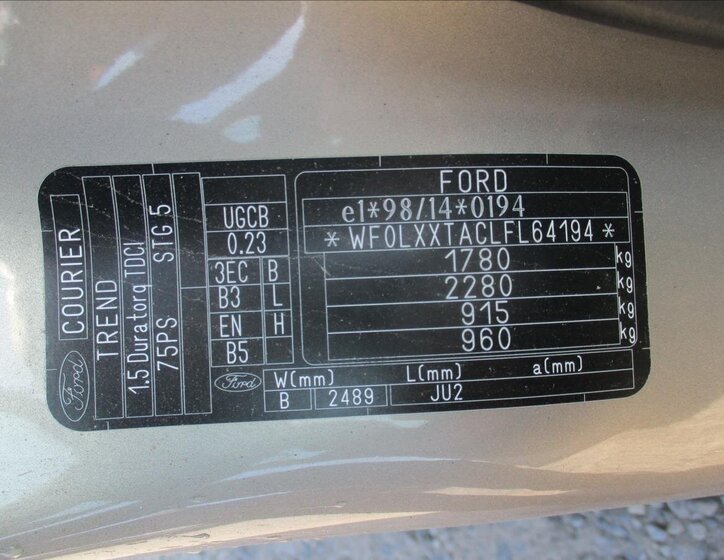 Ford
COURIER
TREND
1.5 Duratorq TDCI
75PS STG.5
UGCB
0.23
3EC B
B3 L
EN H
B5
Ford
FORD
e1*98/14*0194
* WF0LXXTACLFL64194 *
1780 kg
2280 kg
915 kg
960 kg
W(mm) L(mm) a(mm)
B 2489 JU2